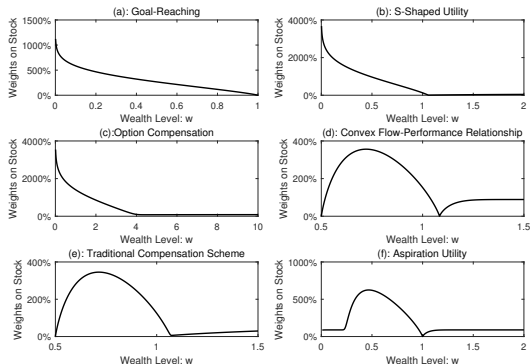 (a): Goal-Reaching
Weights on Stock
1500%
1000%
500%
0%
0 0.2 0.4 0.6 0.8 1
Wealth Level: w
(b): S-Shaped Utility
Weights on Stock
4000%
2000%
0%
0 0.5 1 1.5 2
Wealth Level: w
(c):Option Compensation
Weights on Stock
4000%
2000%
0%
0 2 4 6 8 10
Wealth Level: w
(d): Convex Flow-Performance Relationship
Weights on Stock
400%
200%
0%
0.5 1 1.5
Wealth Level: w
(e): Traditional Compensation Scheme
Weights on Stock
400%
200%
0%
0.5 1 1.5
Wealth Level: w
(f): Aspiration Utility
Weights on Stock
1000%
500%
0%
0 0.5 1 1.5 2
Wealth Level: w